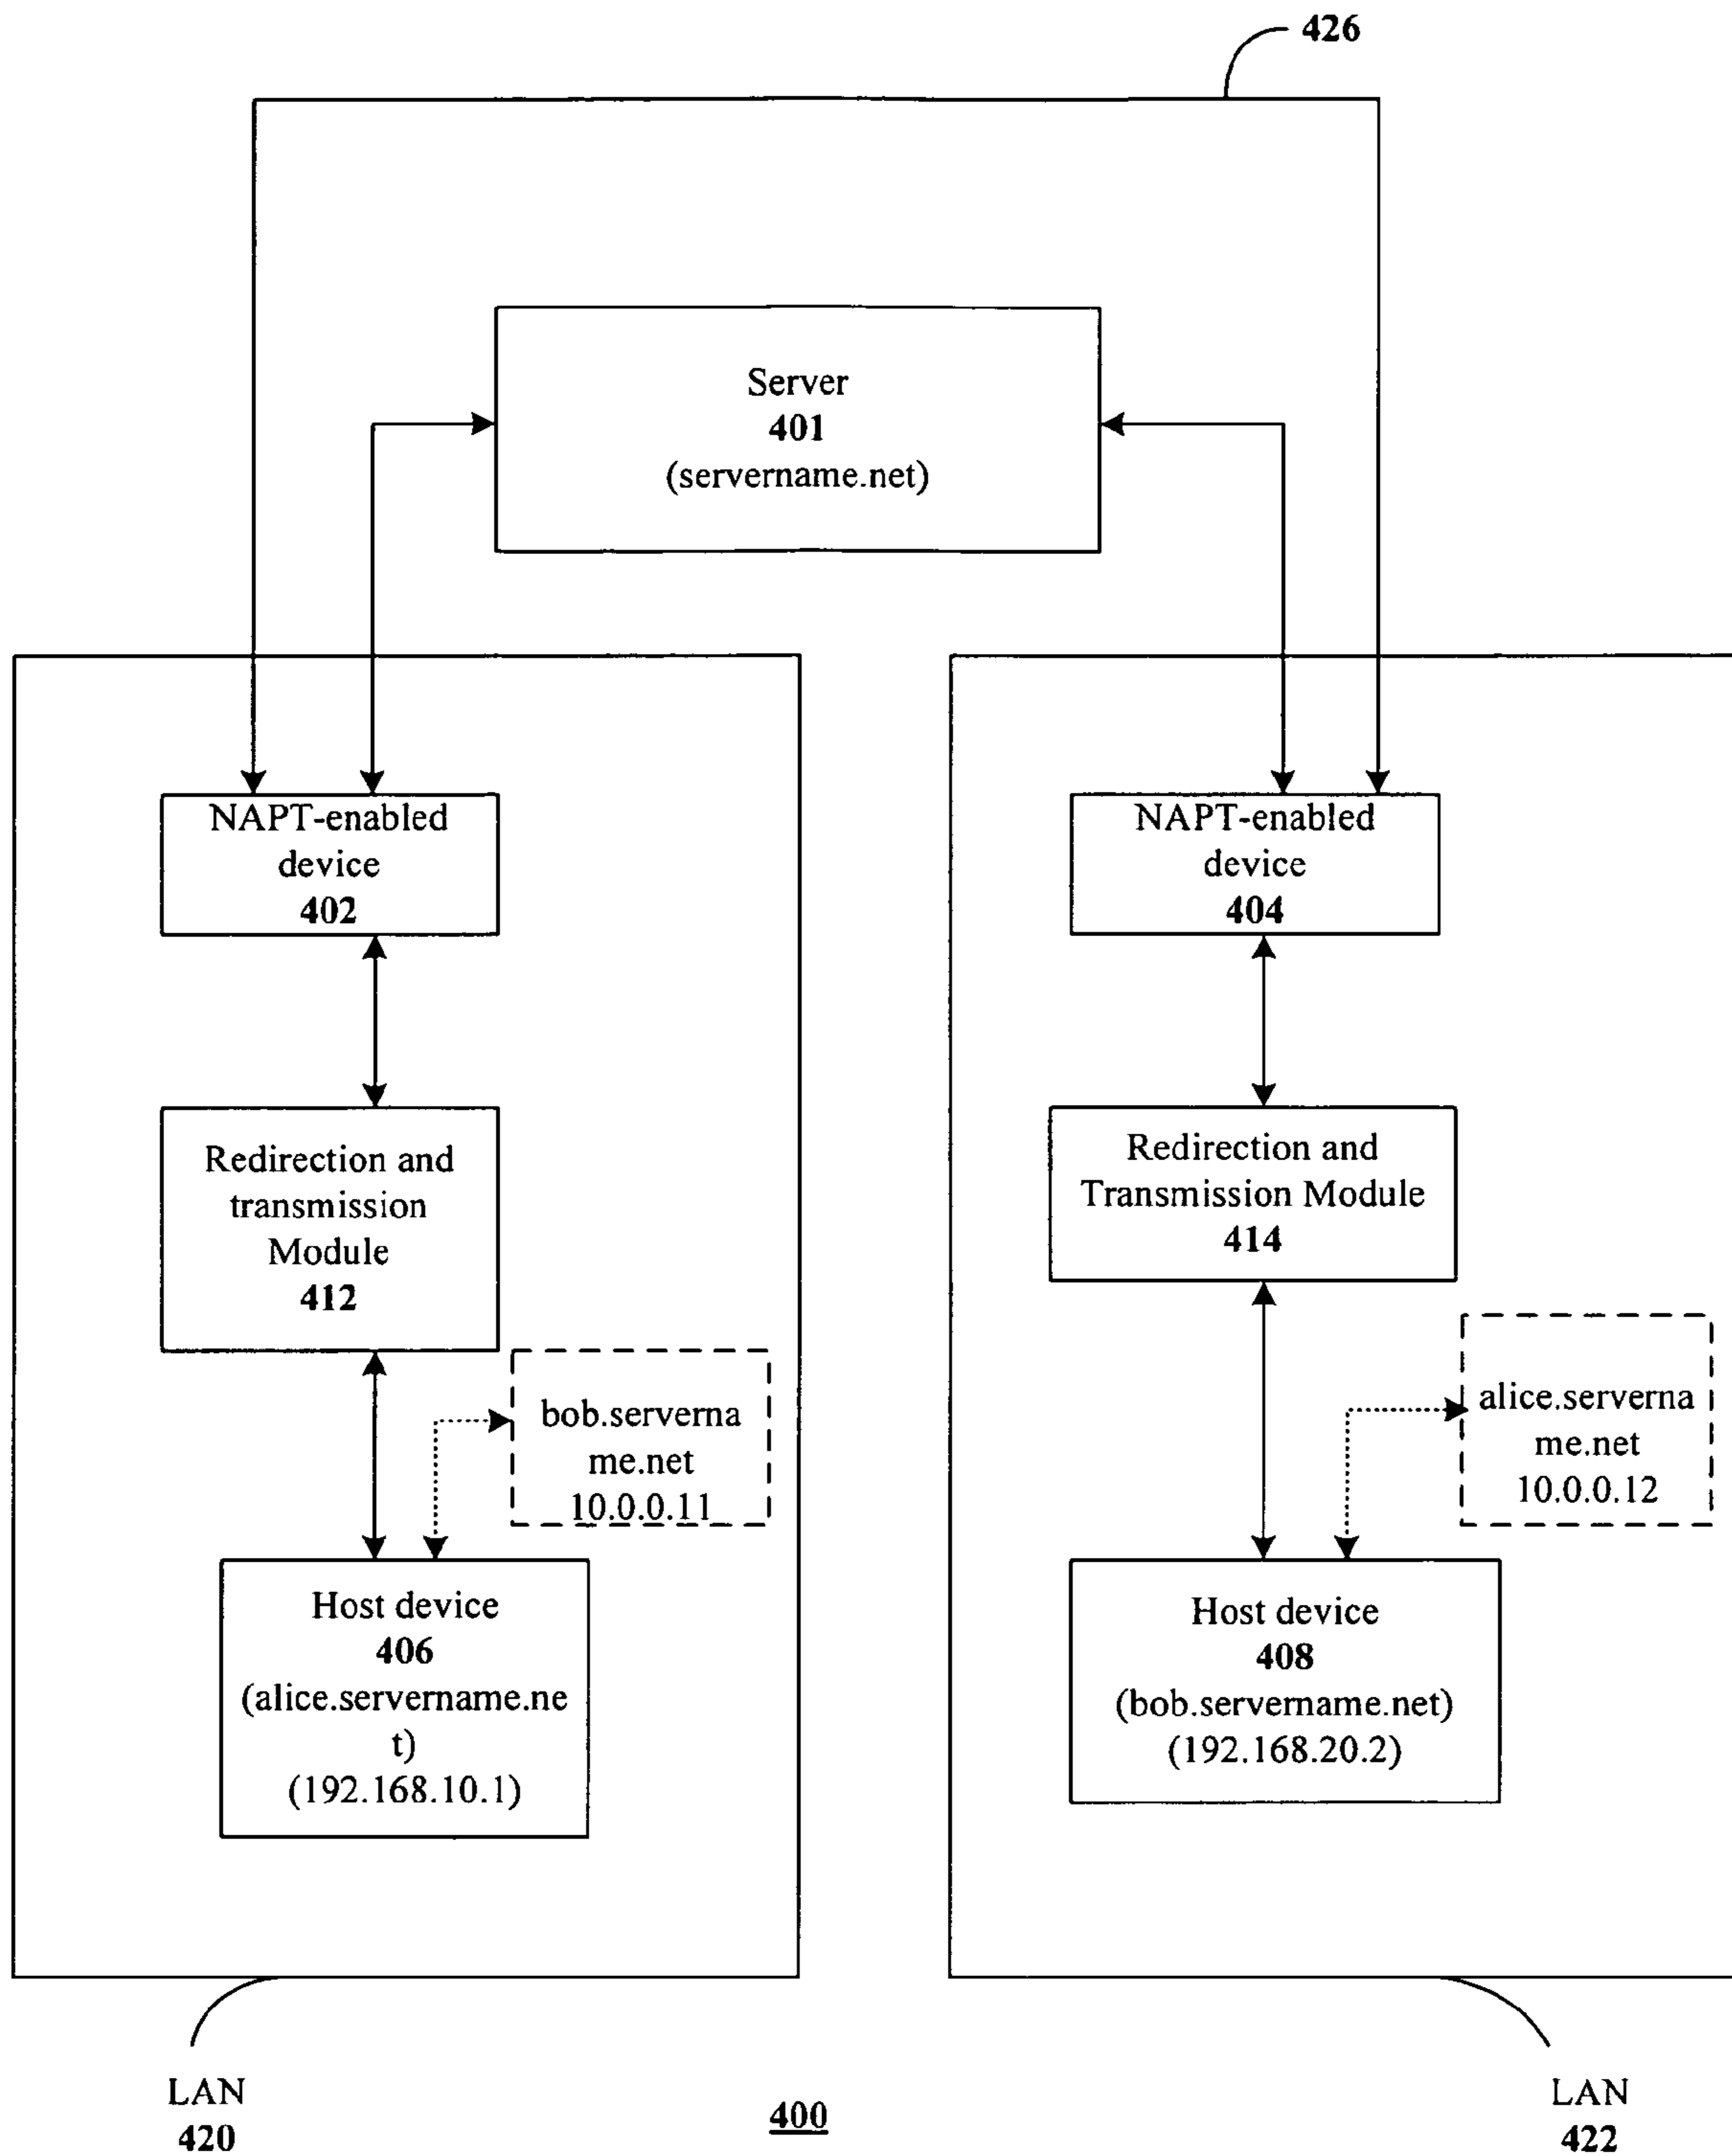 426
Server
401
(servername.net)
NAPT-enabled
device
402
NAPT-enabled
device
404
Redirection and
transmission
Module
412
Redirection and
Transmission Module
414
bob.serverna
me.net
10.0.0.11
alice.serverna
me.net
10.0.0.12
Host device
406
(alice.servername.ne
t)
(192.168.10.1)
Host device
408
(bob.servername.net)
(192.168.20.2)
LAN
420
400
LAN
422